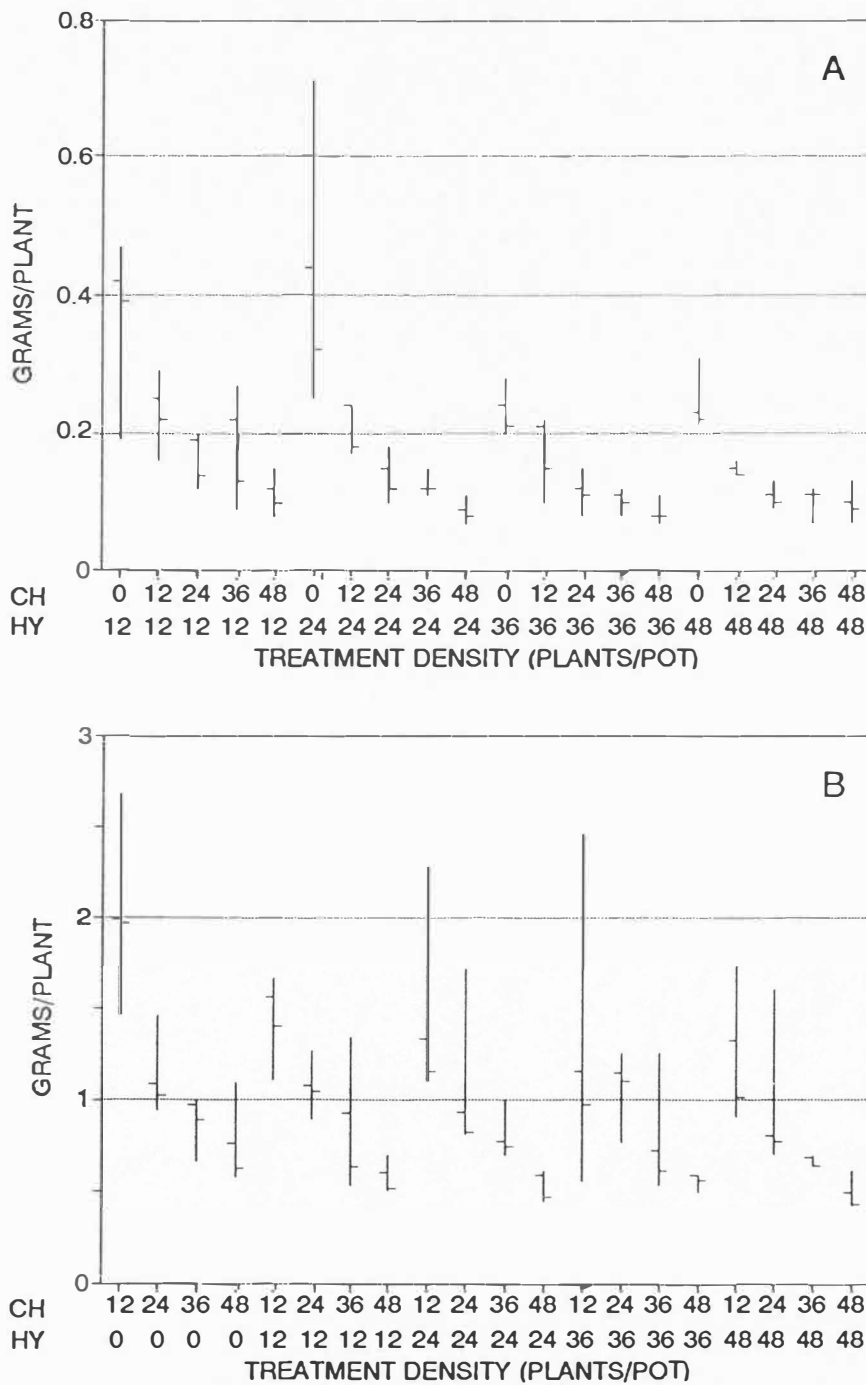 0.8
A
0.6
0.4
0.2
0
GRAMS/PLANT
CH 0 12 24 36 48 0 12 24 36 48 0 12 24 36 48 0 12 24 36 48
HY 12 12 12 12 12 24 24 24 24 24 36 36 36 36 36 48 48 48 48 48
TREATMENT DENSITY (PLANTS/POT)
3
B
2
1
0
GRAMS/PLANT
CH 12 24 36 48 12 24 36 48 12 24 36 48 12 24 36 48 12 24 36 48
HY 0 0 0 0 12 12 12 12 24 24 24 24 36 36 36 36 48 48 48 48
TREATMENT DENSITY (PLANTS/POT)